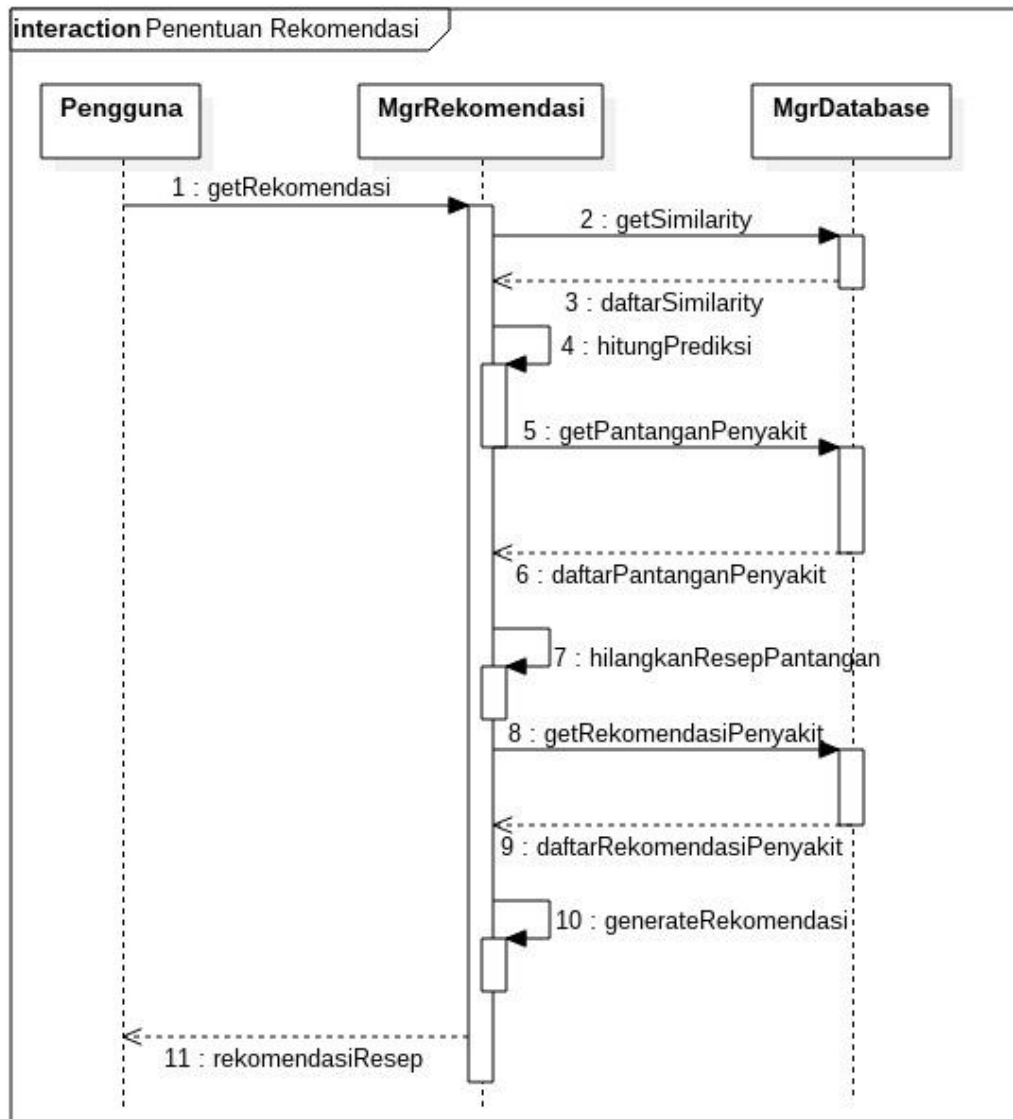 interaction Penentuan Rekomendasi
Pengguna
MgrRekomendasi
MgrDatabase
1 : getRekomendasi
2 : getSimilarity
3 : daftarSimilarity
4 : hitungPrediksi
5 : getPantanganPenyakit
6 : daftarPantanganPenyakit
7 : hilangkanResepPantangan
8 : getRekomendasiPenyakit
9 : daftarRekomendasiPenyakit
10 : generateRekomendasi
11 : rekomendasiResep